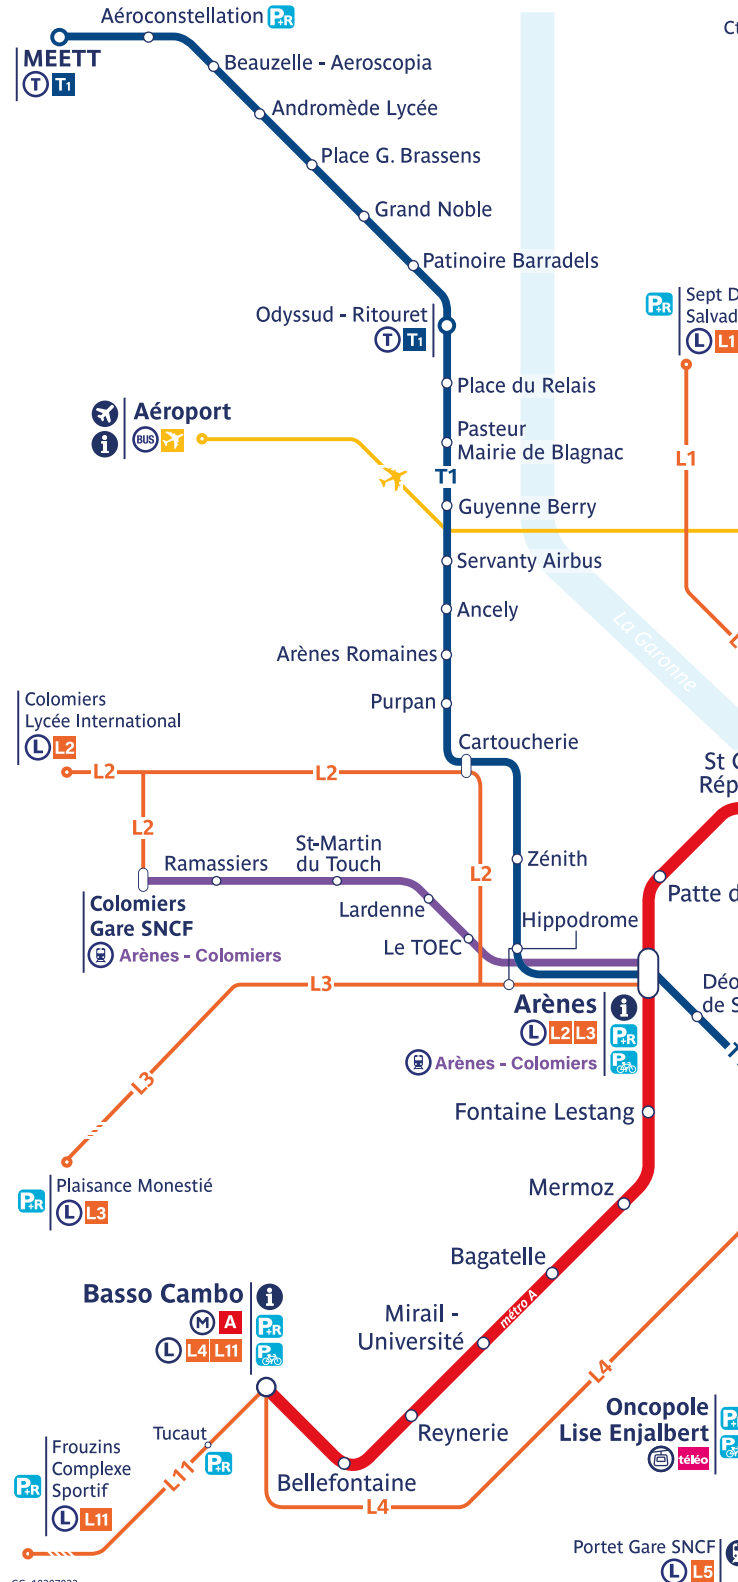 Aéroconstellation P+R
MEETT
T T1
Beauzelle - Aeroscopia
Andromède Lycée
Place G. Brassens
Grand Noble
Patinoire Barradels
Odyssud - Ritouret
T T1
Sept D
Salvad
P+R
L L1
Place du Relais
Aéroport
i BUS
Pasteur
Mairie de Blagnac
L1
T1
Guyenne Berry
Servanty Airbus
Ancely
La Garonne
Arènes Romaines
Purpan
Colomiers
Lycée International
L L2
Cartoucherie
L2
L2
St C
Rép
L2
St-Martin
du Touch
Ramassiers
Zénith
L2
Patte d
Colomiers
Gare SNCF
Arènes - Colomiers
Lardenne
Le TOEC
Hippodrome
L3
Déo
de S
Arènes i
L L2 L3 P+R
Arènes - Colomiers P
L3
Fontaine Lestang
Plaisance Monestié
P+R
L L3
Mermoz
Bagatelle
Basso Cambo i
M A P+R
L L4 L11 P
métro A
Mirail -
Université
L4
Oncopole
Lise Enjalbert
téléo
Reynerie
Tucaut
P+R
Frouzins
Complexe
Sportif
P+R
L L11
L11
Bellefontaine
L4
Portet Gare SNCF
L L5